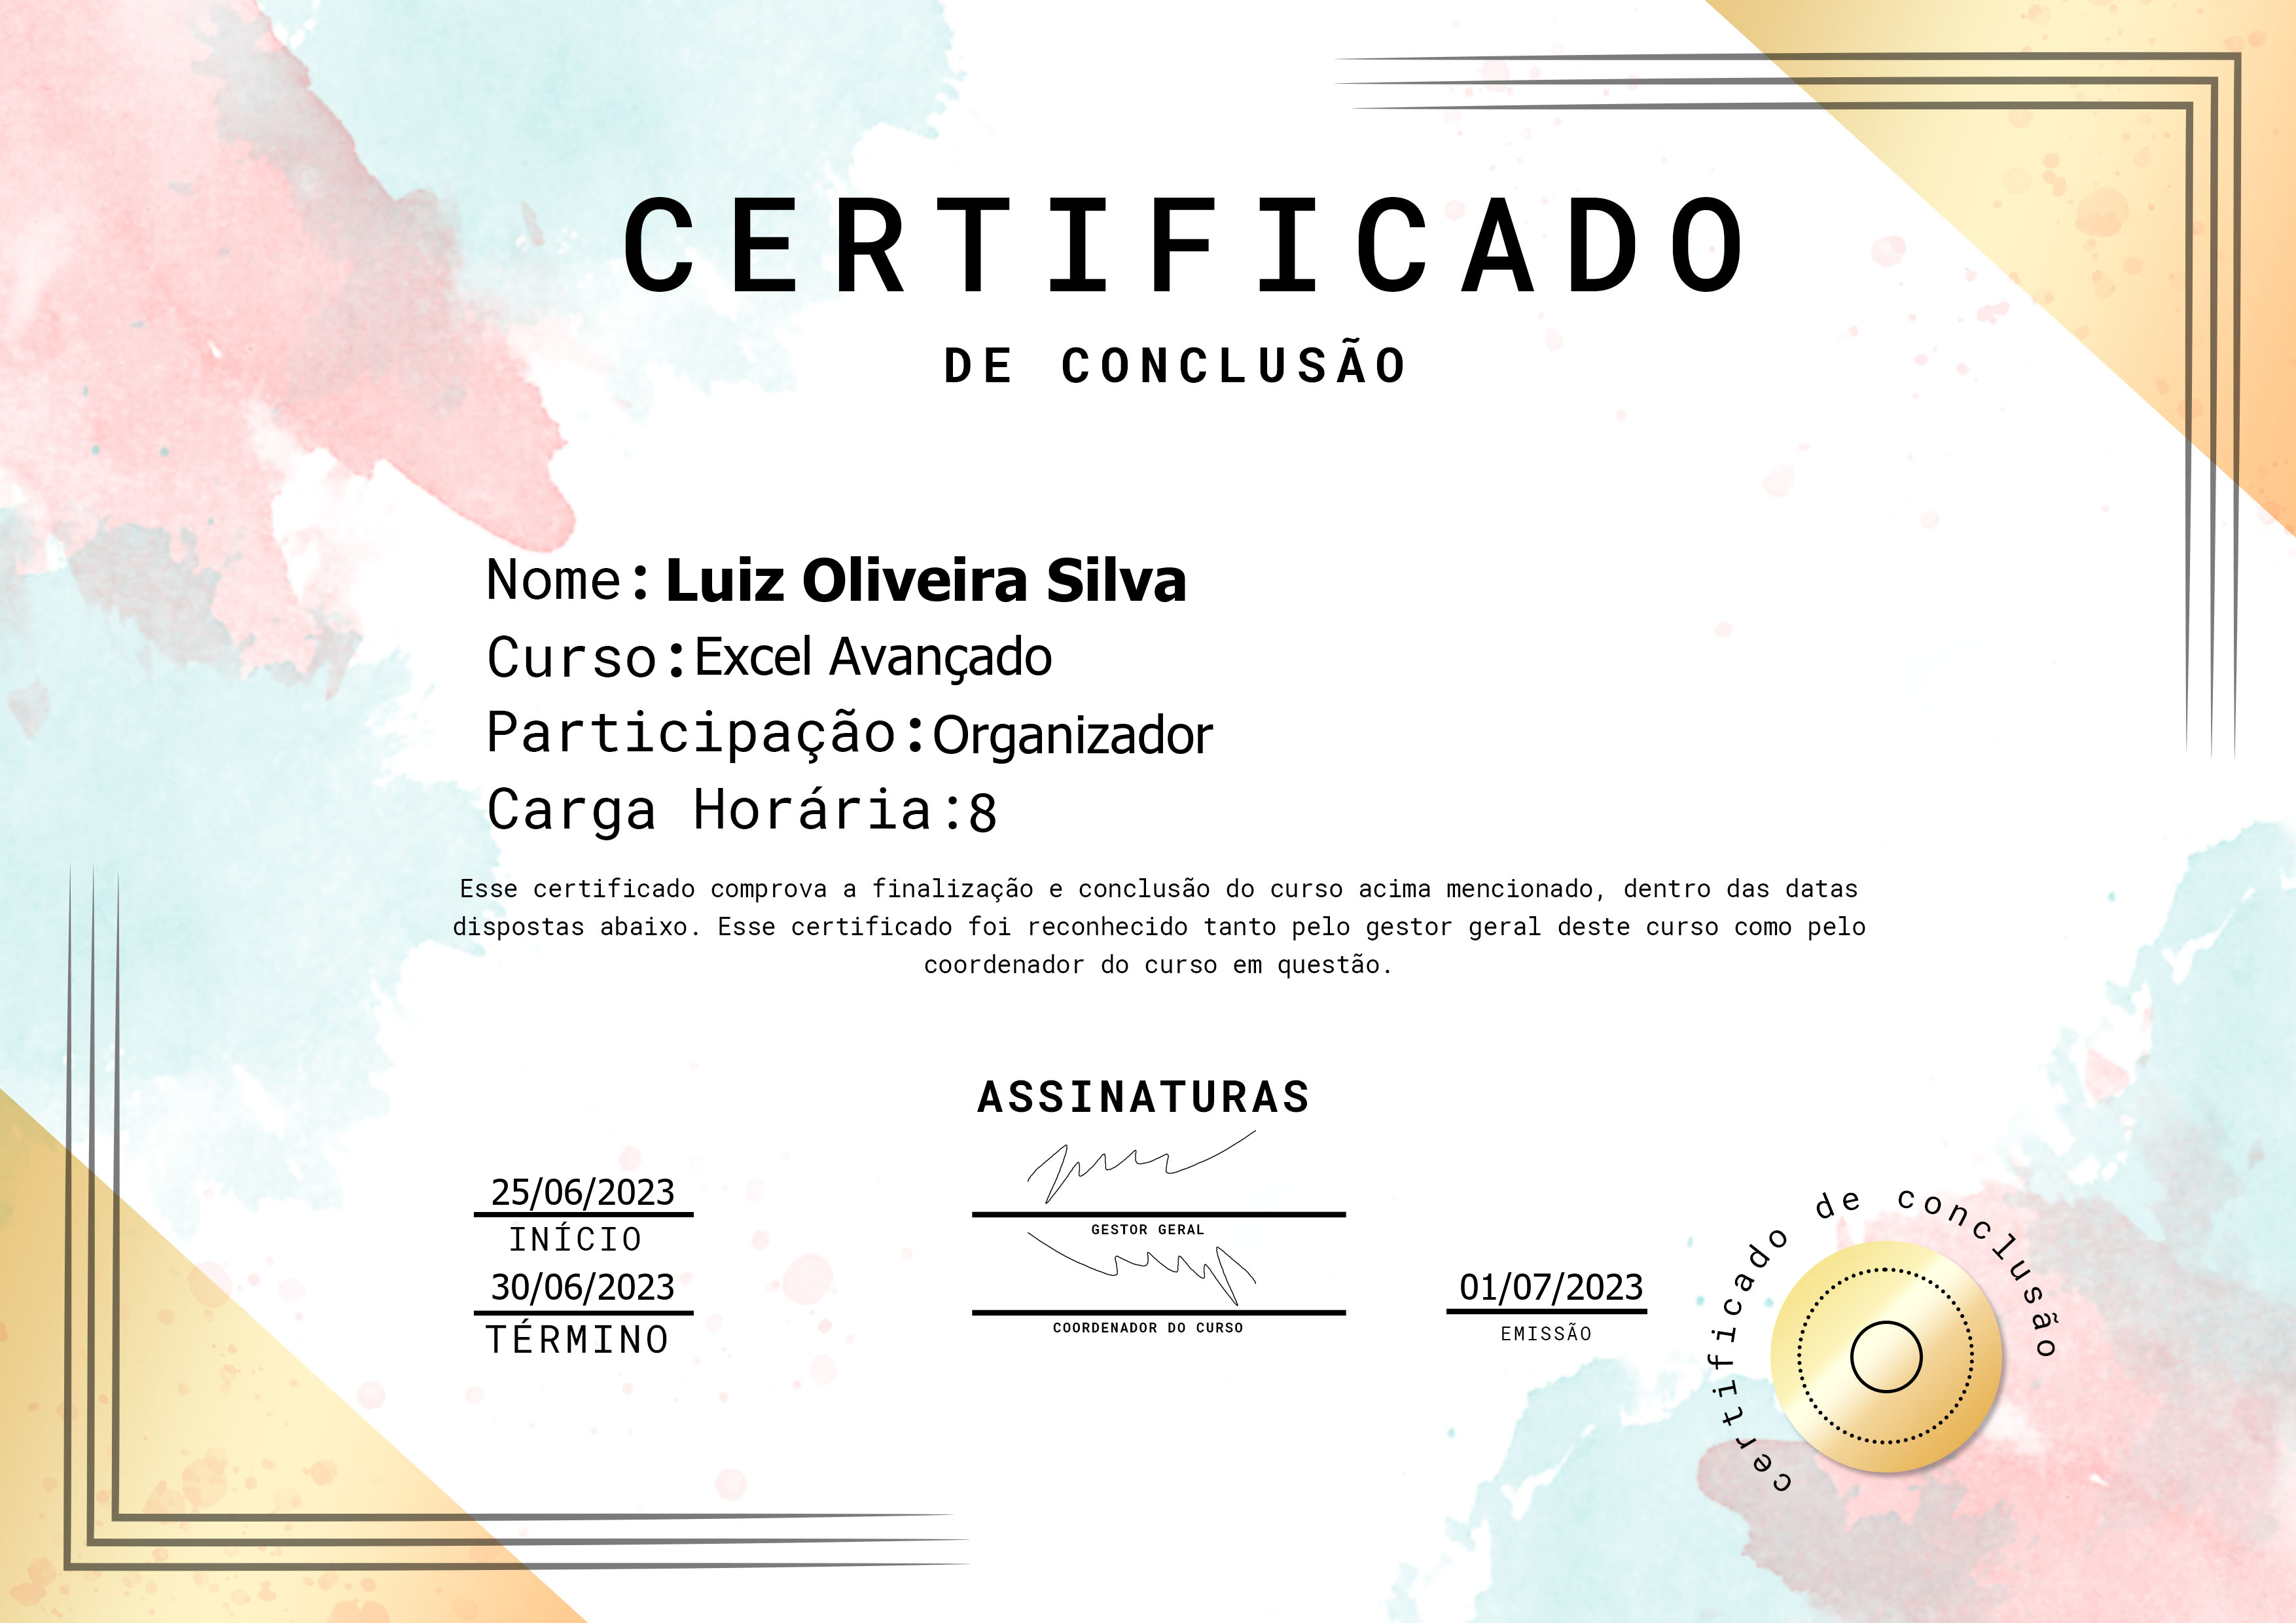 CERTIFICADO
DE CONCLUSÃO
Nome: Luiz Oliveira Silva
Curso:Excel Avançado
Participação:Organizador
Carga Horária:8
Esse certificado comprova a finalização e conclusão do curso acima mencionado, dentro das datas
dispostas abaixo. Esse certificado foi reconhecido tanto pelo gestor geral deste curso como pelo
coordenador do curso em questão.
ASSINATURAS
25/06/2023
INÍCIO
30/06/2023
TÉRMINO
GESTOR GERAL
COORDENADOR DO CURSO
01/07/2023
EMISSÃO
certificado de conclusão